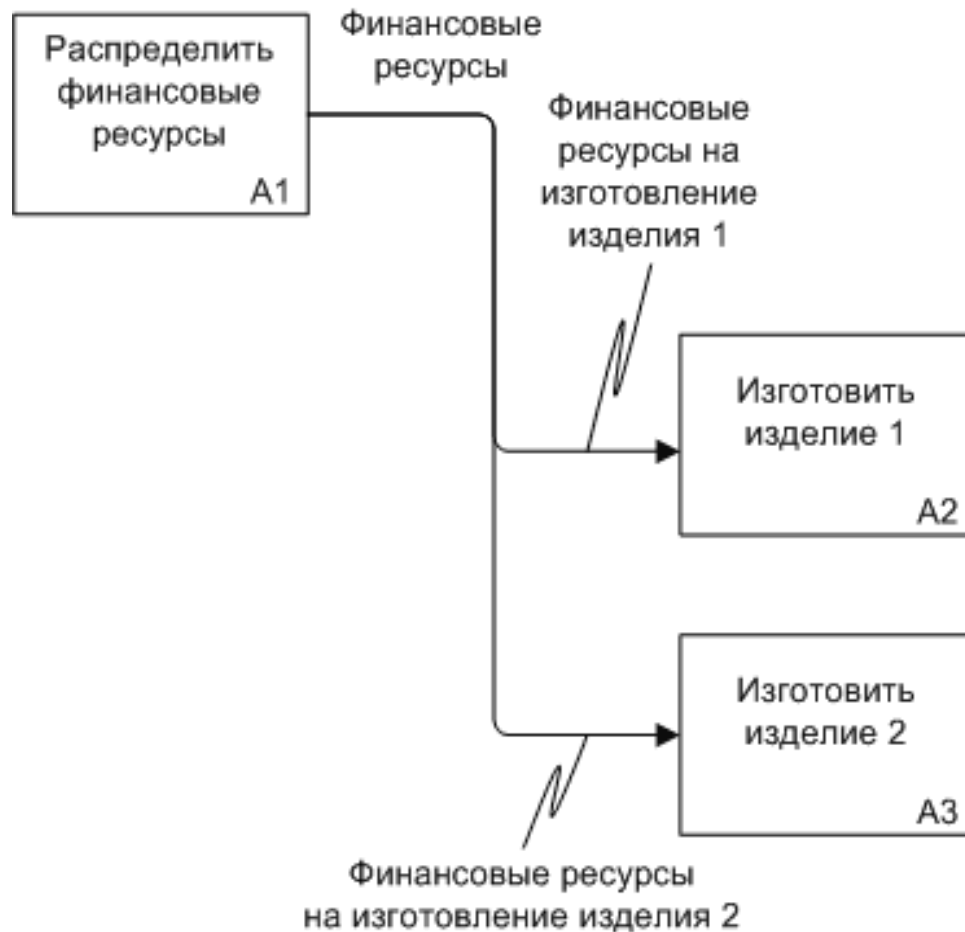 Распределить
финансовые
ресурсы
A1
Финансовые
ресурсы
Финансовые
ресурсы на
изготовление
изделия 1
Изготовить
изделие 1
A2
Изготовить
изделие 2
A3
Финансовые ресурсы
на изготовление изделия 2